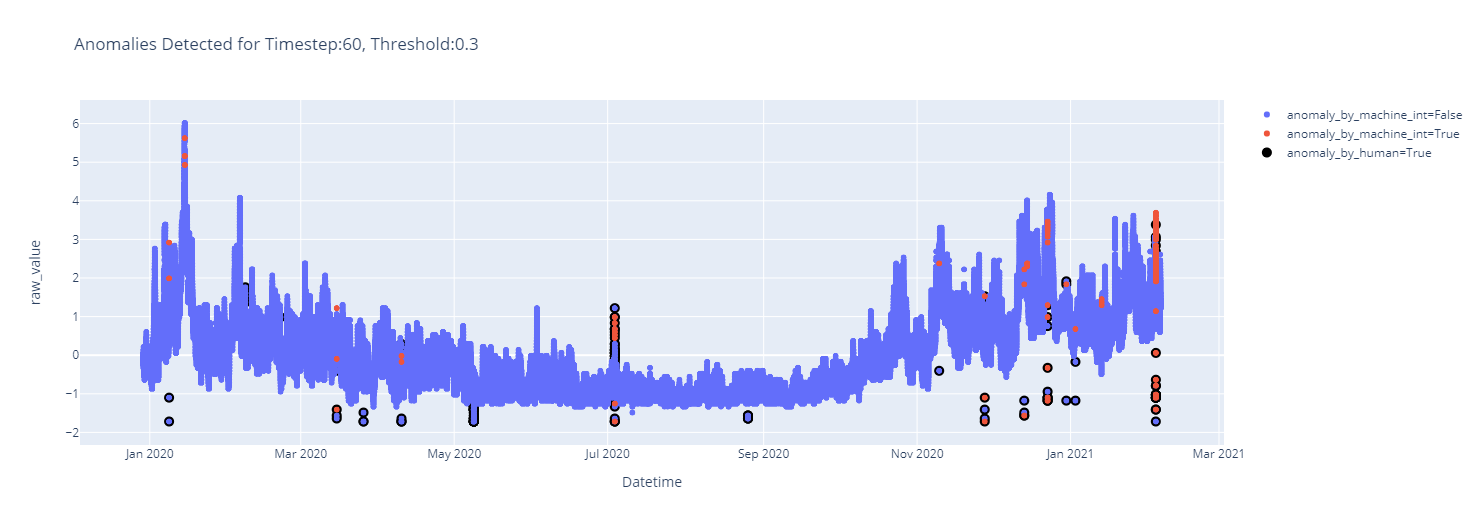 Anomalies Detected for Timestep:60, Threshold:0.3
anomaly_by_machine_int=False
anomaly_by_machine_int=True
anomaly_by_human=True
6
5
4
3
2
1
0
−1
−2
raw_value
Jan 2020
Mar 2020
May 2020
Jul 2020
Sep 2020
Nov 2020
Jan 2021
Mar 2021
Datetime